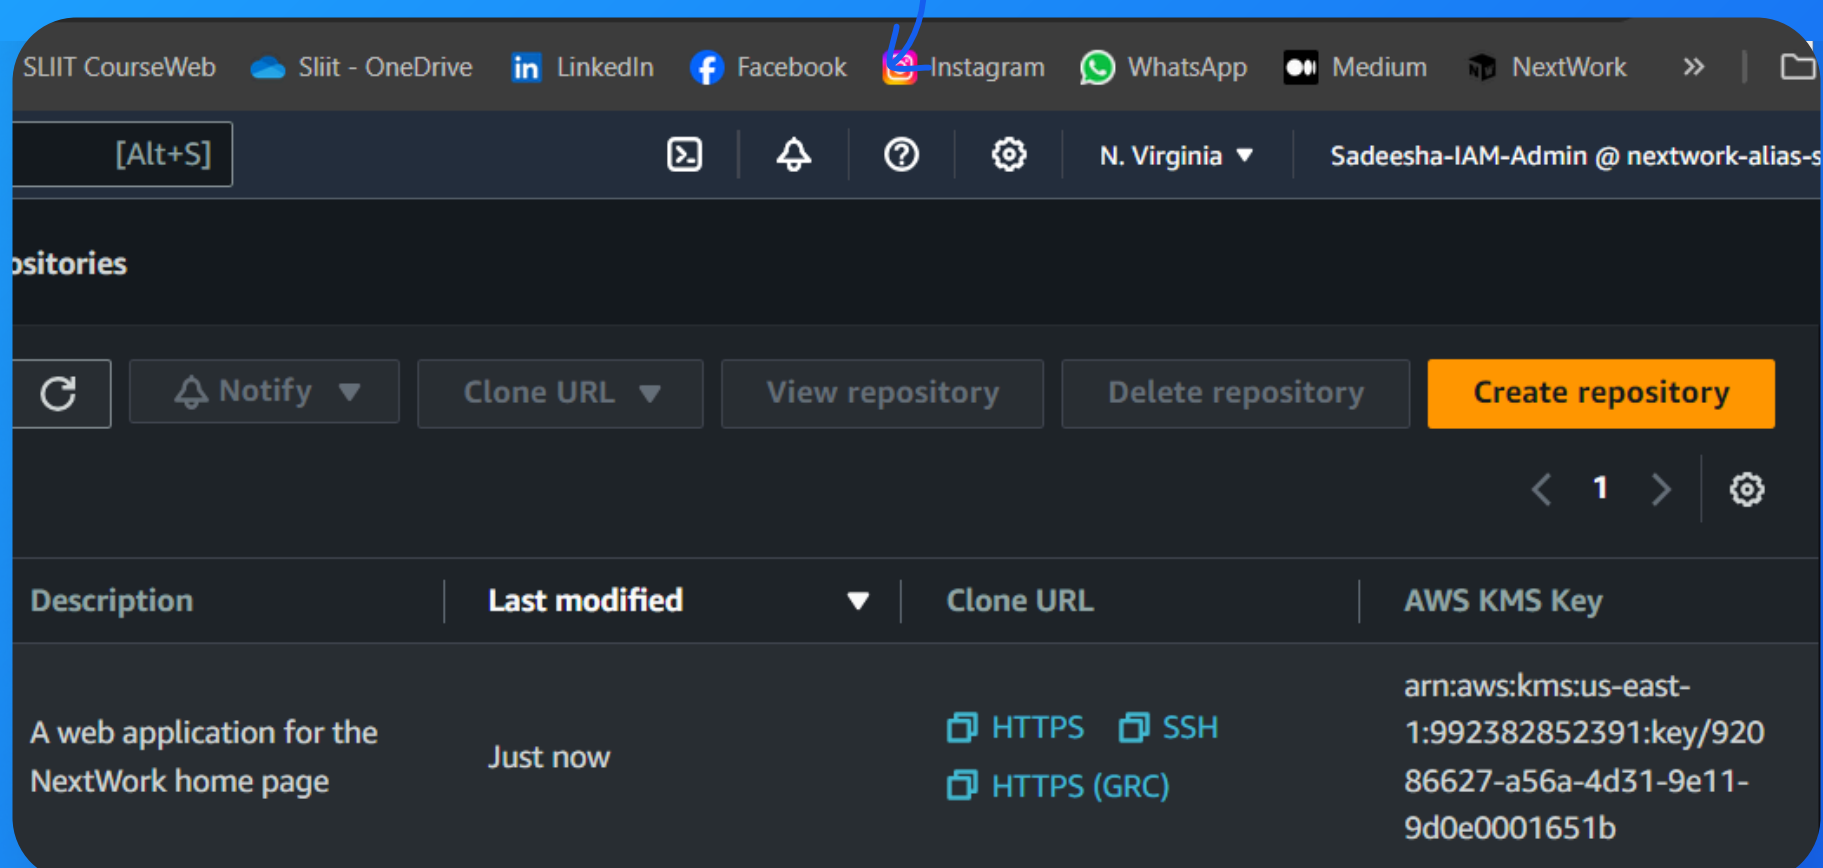 SLIIT CourseWeb Sliit - OneDrive LinkedIn Facebook Instagram WhatsApp Medium NextWork
[Alt+S] N. Virginia Sadeesha-IAM-Admin @ nextwork-alias-s
ositories
Notify Clone URL View repository Delete repository Create repository
1
Description Last modified Clone URL AWS KMS Key
A web application for the
NextWork home page
Just now
HTTPS SSH
HTTPS (GRC)
arn:aws:kms:us-east-
1:992382852391:key/920
86627-a56a-4d31-9e11-
9d0e0001651b